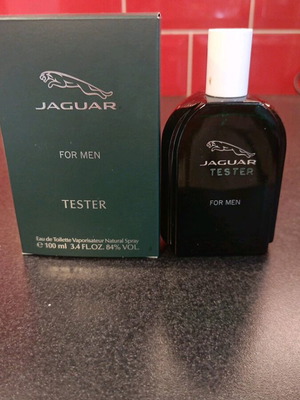 JAGUAR
FOR MEN
TESTER
Eau de Toilette Vaporisateur Natural Spray
℮ 100 ml 3.4 FL.OZ. 84% VOL.
JAGUAR
TESTER
FOR MEN